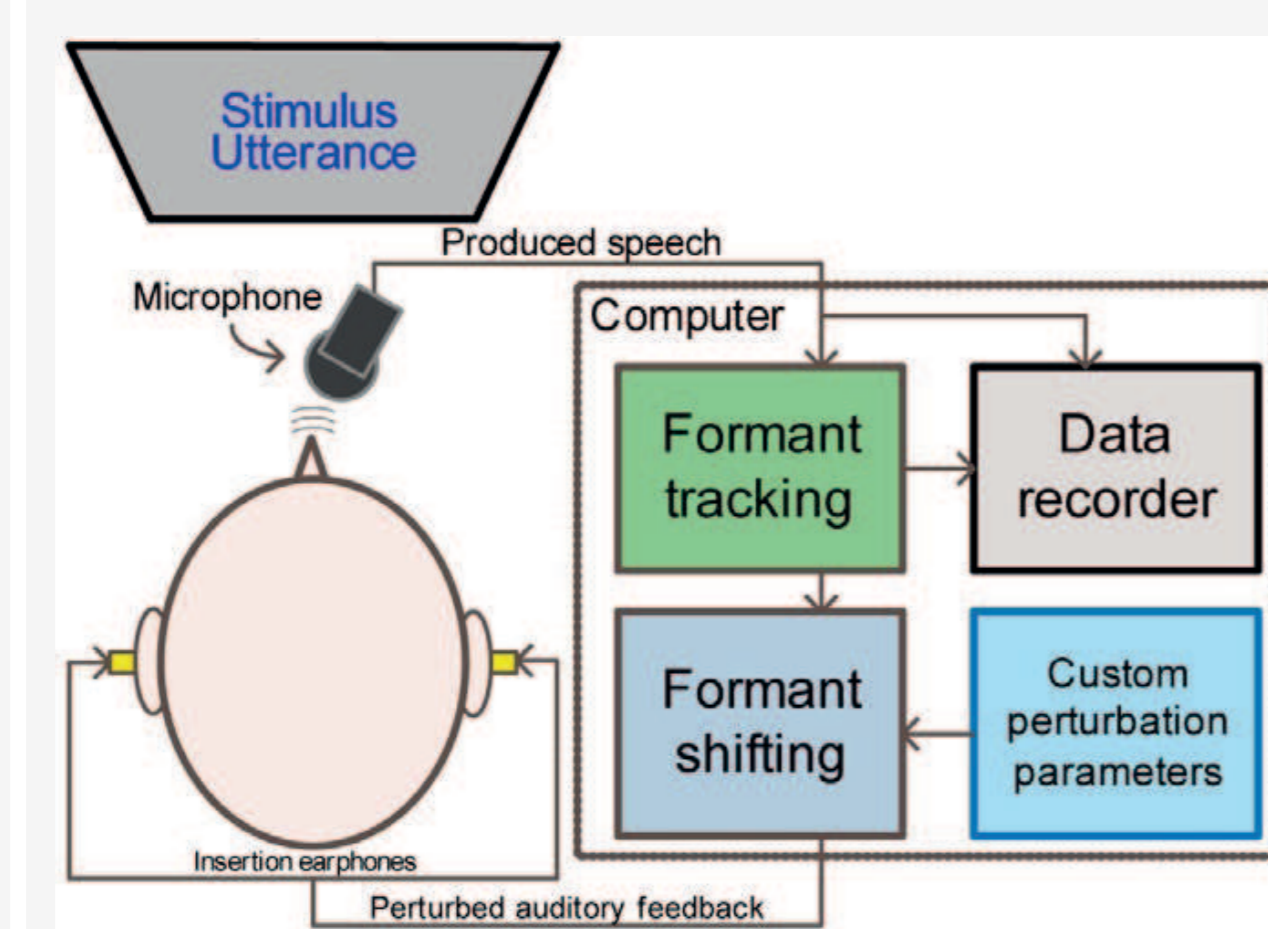 Stimulus
Utterance
Produced speech
Microphone
Computer
Formant
tracking
Data
recorder
Formant
shifting
Custom
perturbation
parameters
Insertion earphones
Perturbed auditory feedback